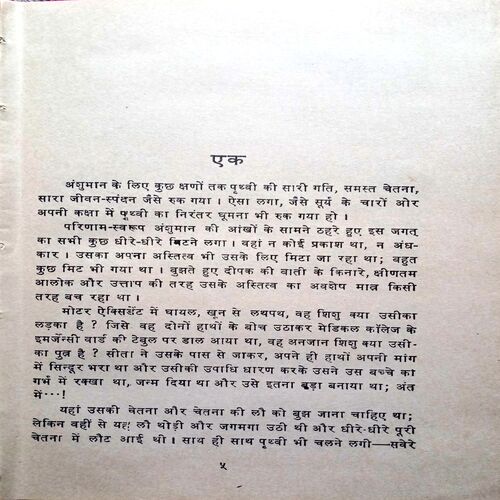 एक
अंशुमान के लिए कुछ क्षणों तक पृथ्वी की सारी गति, समस्त चेतना,
सारा जीवन-स्पंदन जैसे रुक गया । ऐसा लगा, जैसे सूर्य के चारों ओर
अपनी कक्षा में पृथ्वी का निरंतर घूमना भी रुक गया हो ।
परिणाम-स्वरूप अंशुमान की आंखों के सामने ठहरे हुए इस जगत्
का सभी कुछ धीरे-धीरे मिटने लगा । वहां न कोई प्रकाश था, न अंध-
कार । उसका अपना अस्तित्व भी उसके लिए मिटा जा रहा था; बहुत
कुछ मिट भी गया था । बुझते हुए दीपक की बाती के किनारे, क्षीणतम
आलोक और उत्ताप की तरह उसके अस्तित्व का अवशेष मात्र किसी
तरह बच रहा था ।
मोटर ऐक्सिडेंट में घायल, खून से लथपथ, वह शिशु क्या उसीका
लड़का है ? जिसे वह दोनों हाथों के बीच उठाकर मेडिकल कॉलेज के
इमर्जेन्सी वार्ड की टेबुल पर डाल आया था, वह अनजान शिशु क्या उसी-
का पुत्र है ? सीता ने उसके पास से जाकर, अपने ही हाथों अपनी मांग
में सिन्दूर भरा था और उसीकी उपाधि धारण करके उसने उस बच्चे का
गर्भ में रक्खा था, जन्म दिया था और उसे इतना बड़ा बनाया था; अंत
में···!
यहां उसकी चेतना और चेतना की लौ को बुझ जाना चाहिए था;
लेकिन वहीं से यह लौ थोड़ी और जगमगा उठी थी और धीरे-धीरे पूरी
चेतना में लौट आई थी । साथ ही साथ पृथ्वी भी चलने लगी—सवेरे
५